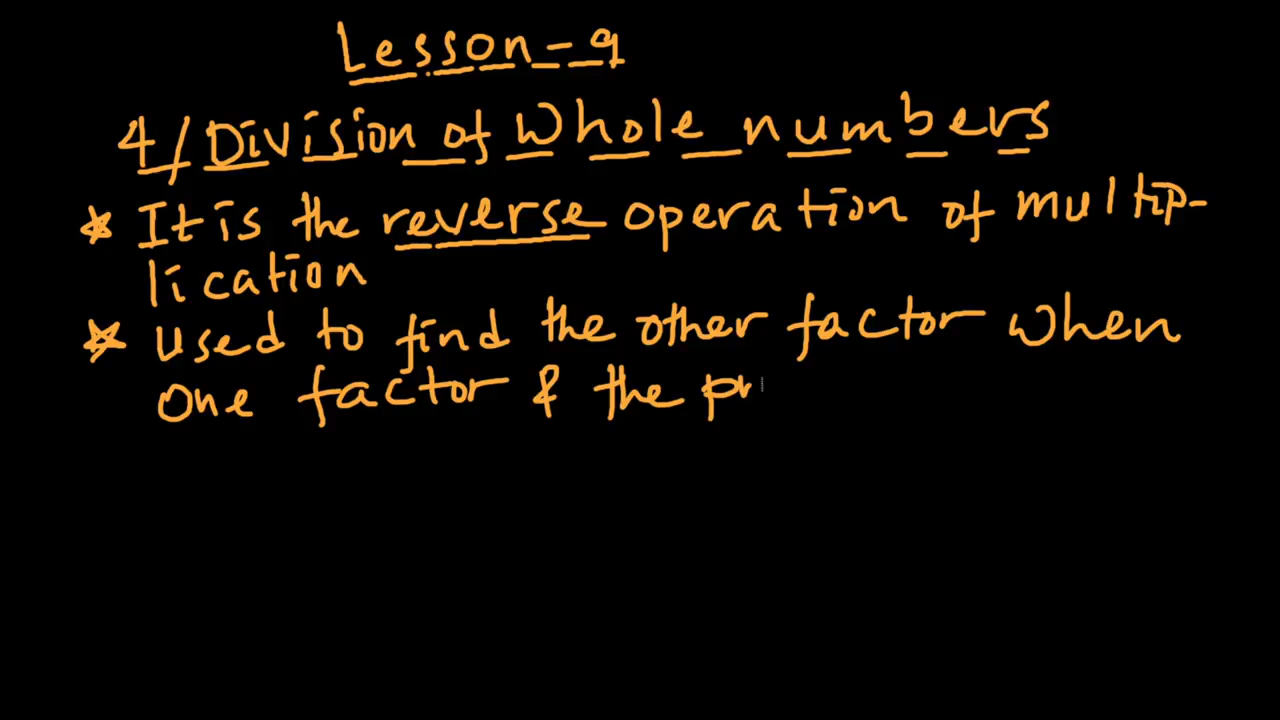 Lesson-9
4/Division of Whole numbers
* It is the reverse operation of multip-
lication
* Used to find the other factor when
one factor & the pr